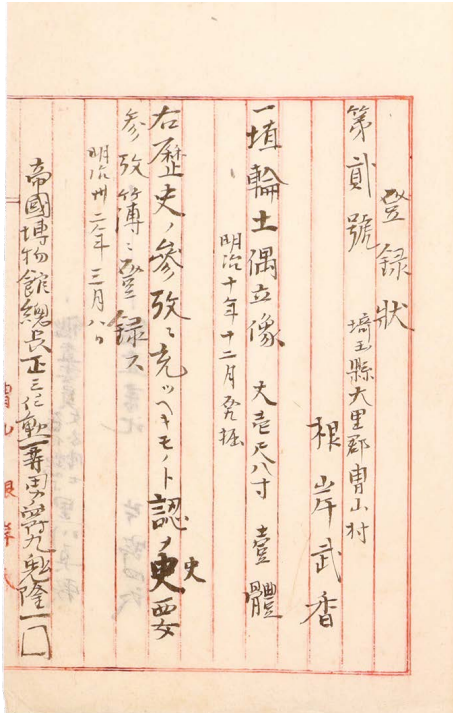 登録状
第貳號 埼玉縣大里郡冑山村
根岸武香
一埴輪土偶立像 丈壱尺八寸 壹體
明治十年十二月発掘
右歴史ノ參攷ニ充ツヘキモノト認メ史要
史
參攷簿ニ登録ス
明治卅二年三月八日
帝國博物館總長正三位勲一等男爵九鬼隆一